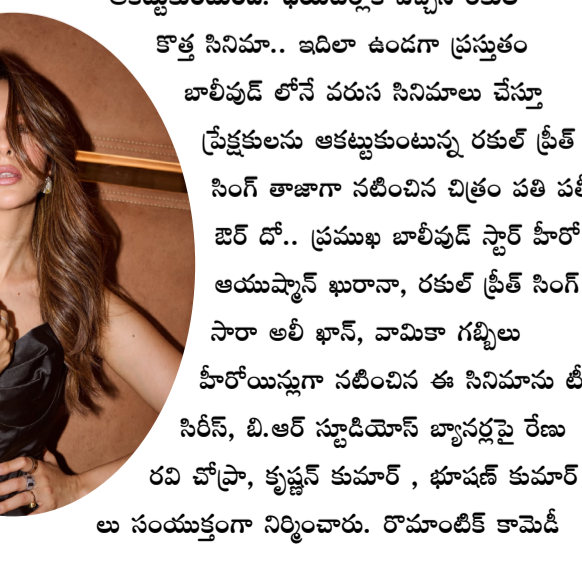 ఆకట్టుకుంటుంది.
కొత్త సినిమా.. ఇదిలా ఉండగా ప్రస్తుతం
బాలీవుడ్ లోనే వరుస సినిమాలు చేస్తూ
ప్రేక్షకులను ఆకట్టుకుంటున్న రకుల్ ప్రీత్
సింగ్ తాజాగా నటించిన చిత్రం పతి
ఔర్ దో.. ప్రముఖ బాలీవుడ్ స్టార్ హీరో
ఆయుష్మాన్ ఖురానా, రకుల్ ప్రీత్ సింగ్
సారా అలీ ఖాన్, వామికా గబ్బిలు
హీరోయిన్లుగా నటించిన ఈ సినిమాను టీ
సిరీస్, బి.ఆర్ స్టూడియోస్ బ్యానర్లపై రేణు
రవి చోప్రా, కృష్ణన్ కుమార్ , భూషణ్ కుమార్
లు సంయుక్తంగా నిర్మించారు. రొమాంటిక్ కామెడీ